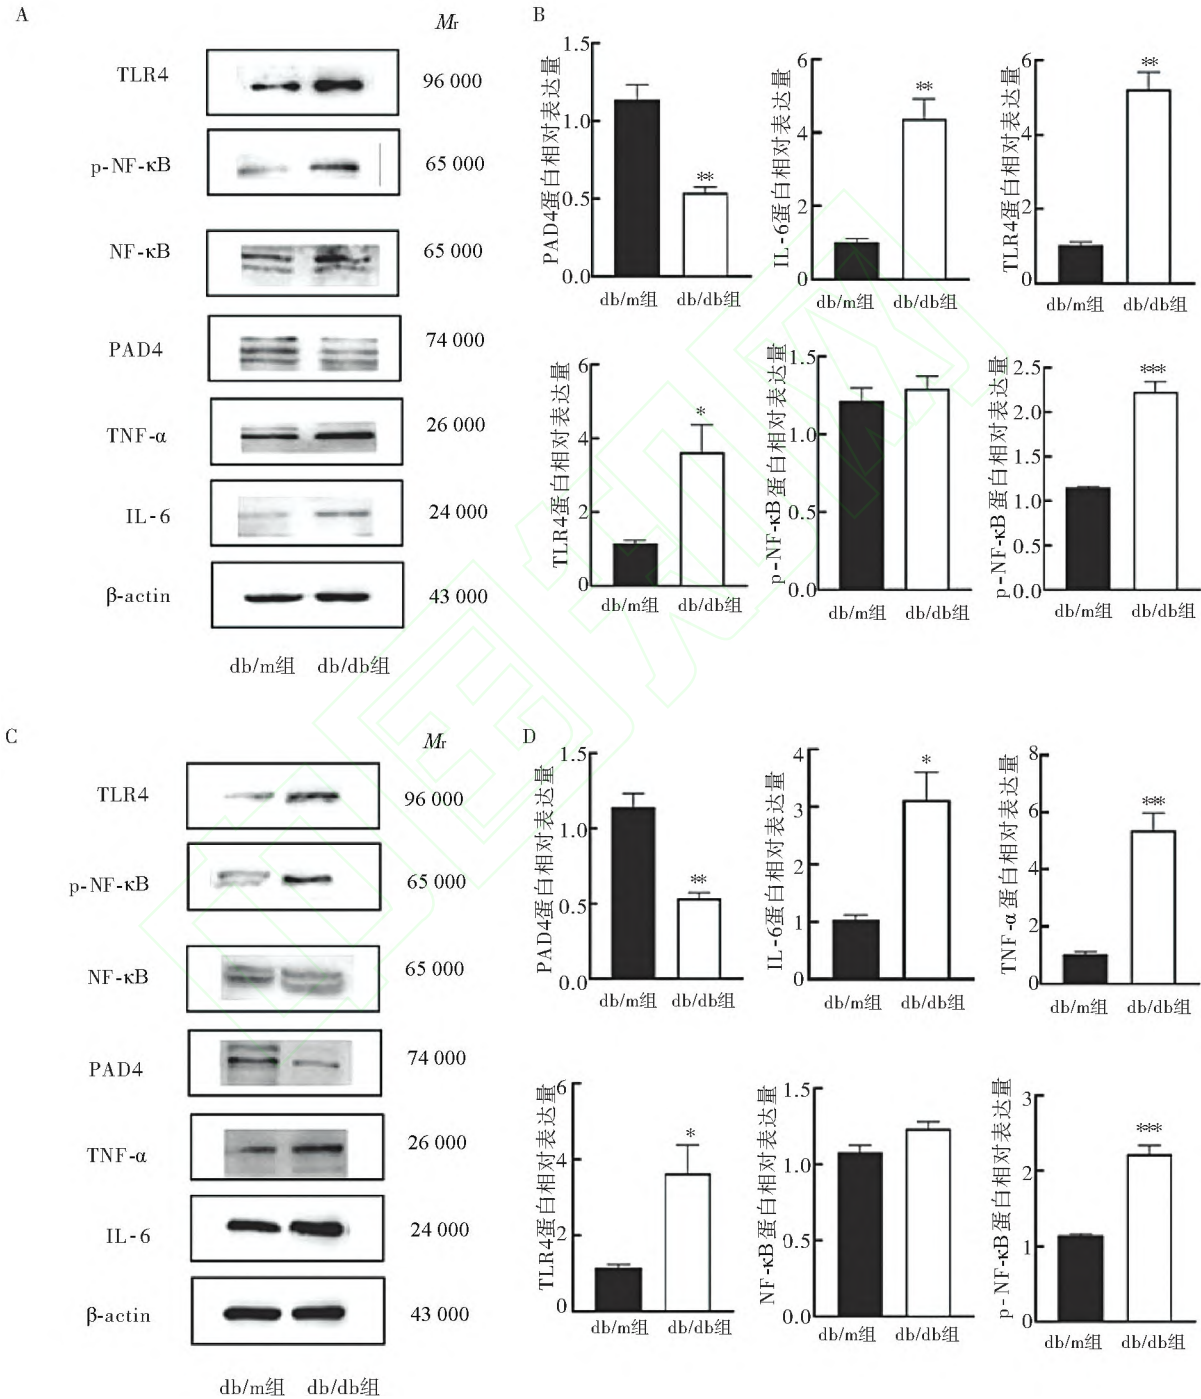 A
Mr
TLR4
96 000
p-NF-κB
65 000
NF-κB
65 000
PAD4
74 000
TNF-α
26 000
IL-6
24 000
β-actin
43 000
db/m组
db/db组
B
PAD4蛋白相对表达量
1.5
1.0
0.5
0.0
**
db/m组
db/db组
IL-6蛋白相对表达量
6
4
2
0
**
db/m组
db/db组
TLR4蛋白相对表达量
6
4
2
0
**
db/m组
db/db组
TLR4蛋白相对表达量
6
4
2
0
*
db/m组
db/db组
p-NF-κB蛋白相对表达量
1.5
1.0
0.5
0.0
db/m组
db/db组
p-NF-κB蛋白相对表达量
2.5
2.0
1.5
1.0
0.5
0.0
***
db/m组
db/db组
C
Mr
TLR4
96 000
p-NF-κB
65 000
NF-κB
65 000
PAD4
74 000
TNF-α
26 000
IL-6
24 000
β-actin
43 000
db/m组
db/db组
D
PAD4蛋白相对表达量
1.5
1.0
0.5
0.0
**
db/m组
db/db组
IL-6蛋白相对表达量
4
3
2
1
0
*
db/m组
db/db组
TNF-α蛋白相对表达量
8
6
4
2
0
***
db/m组
db/db组
TLR4蛋白相对表达量
6
4
2
0
*
db/m组
db/db组
NF-κB蛋白相对表达量
1.5
1.0
0.5
0.0
db/m组
db/db组
p-NF-κB蛋白相对表达量
3
2
1
0
***
db/m组
db/db组
中国知网